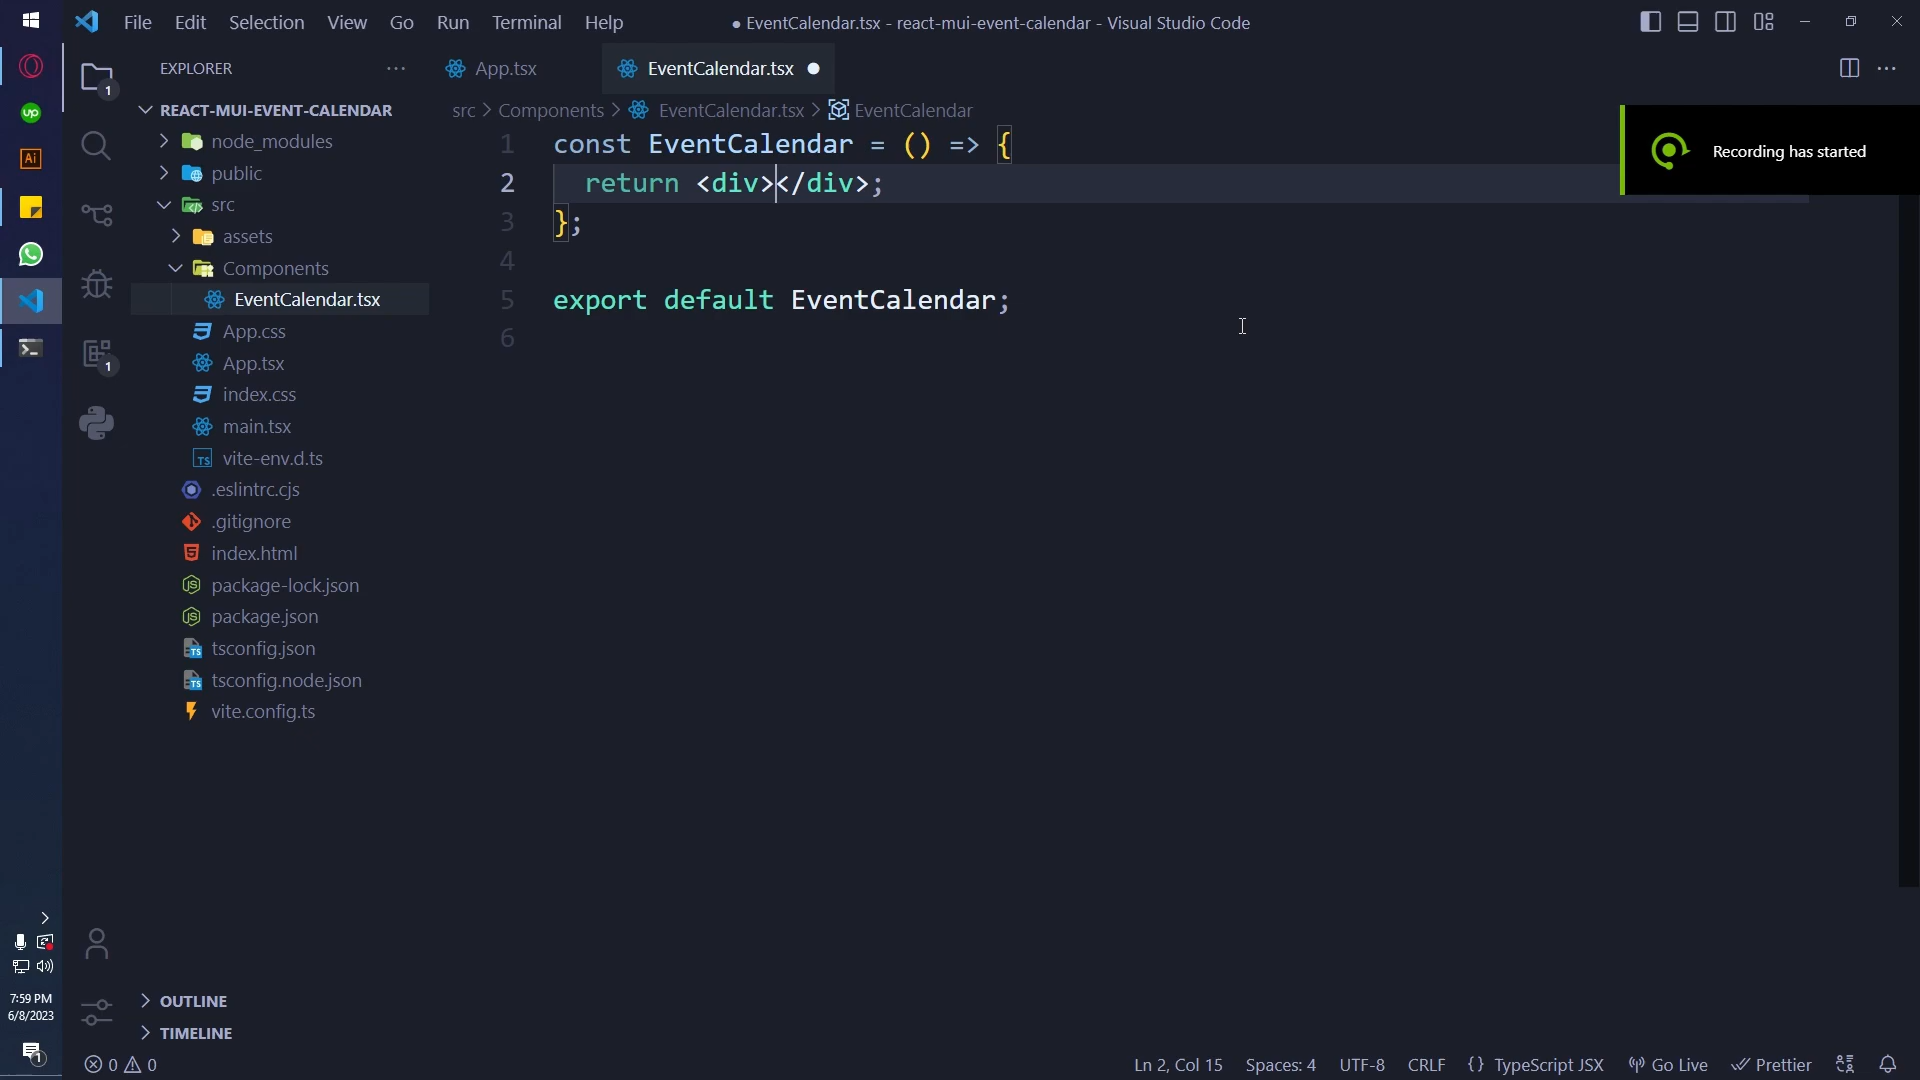 File Edit Selection View Go Run Terminal Help
● EventCalendar.tsx - react-mui-event-calendar - Visual Studio Code
up
Ai
7:59 PM
6/8/2023
1
1
1
EXPLORER
REACT-MUI-EVENT-CALENDAR
node_modules
public
src
assets
Components
EventCalendar.tsx
App.css
App.tsx
index.css
main.tsx
vite-env.d.ts
.eslintrc.cjs
.gitignore
index.html
package-lock.json
package.json
tsconfig.json
tsconfig.node.json
vite.config.ts
OUTLINE
TIMELINE
App.tsx
EventCalendar.tsx
src > Components > EventCalendar.tsx > EventCalendar
1 const EventCalendar = () => {
2 return <div></div>;
3 };
4
5 export default EventCalendar;
6
Recording has started
0 0
Ln 2, Col 15 Spaces: 4 UTF-8 CRLF {} TypeScript JSX Go Live Prettier